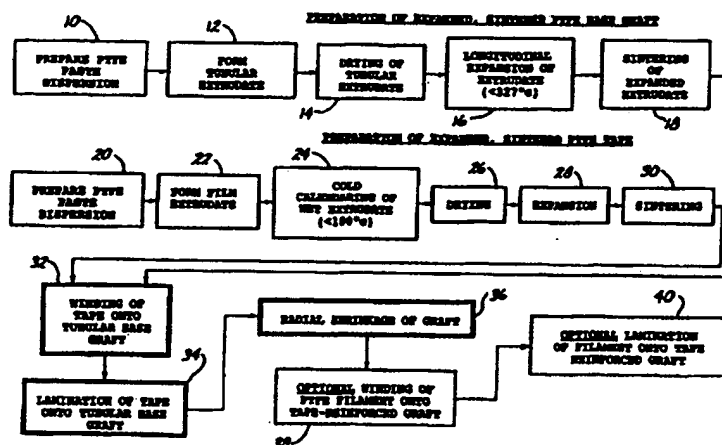 PREPARATION OF EXPANDED, SINTERED PTFE BASE GRAFT
10
12
PREPARE PTFE
PASTE
DISPERSION
FORM
TUBULAR
EXTRUDATE
DRYING OF
TUBULAR
EXTRUDATE
LONGITUDINAL
EXPANSION OF
EXTRUDATE
(<327°C)
SINTERING
OF
EXPANDED
EXTRUDATE
14
16
18
PREPARATION OF EXPANDED, SINTERED PTFE TAPE
20
22
24
26
28
30
PREPARE PTFE
PASTE
DISPERSION
FORM FILM
EXTRUDATE
COLD
CALENDARING OF
WET EXTRUDATE
(<100°C)
DRYING
EXPANSION
SINTERING
32
WINDING OF
TAPE ONTO
TUBULAR BASE
GRAFT
34
LAMINATION OF TAPE
ONTO TUBULAR BASE
GRAFT
36
RADIAL SHRINKAGE OF GRAFT
OPTIONAL WINDING OF
PTFE FILAMENT ONTO
TAPE-REINFORCED GRAFT
38
40
OPTIONAL LAMINATION
OF FILAMENT ONTO TAPE
REINFORCED GRAFT